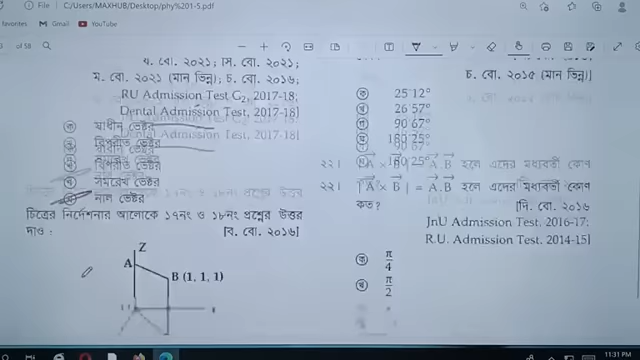 File
C:/Users/MAXHUB/Desktop/phy%201-5.pdf
favorites
Gmail
YouTube
of 58
ব. বো. ২০২১; সি. বো. ২০২১;
ম. বো. ২০২১ (মান ভিন্ন); চ. বো. ২০১৬;
RU Admission Test C₂, 2017-18;
Dental Admission Test, 2017-18]
ক স্বাধীন ভেক্টর
বিপরীত ভেক্টর
সমরেখ ভেক্টর
নাল ভেক্টর
চিত্রের নির্দেশনার আলোকে ১৭নং ও ১৮নং প্রশ্নের উত্তর
দাও : [ব. বো. ২০১৬]
Z
A
B (1, 1, 1)
চ. বো. ২০১৫ (মান ভিন্ন)]
ক 25·12°
খ 26·57°
গ 90·67°
২২। |A × B| = A.B হলে এদের মধ্যবর্তী কোণ
কত? [দি. বো. ২০১৬
JnU Admission Test. 2016-17;
R.U. Admission Test. 2014-15]
ক π/4
খ π/2
11:31 PM